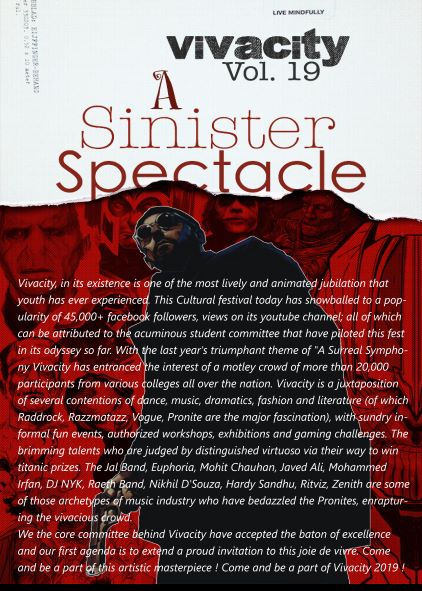 LIVE MINDFULLY
vivacity
Vol. 19
A
Sinister
Spectacle
Vivacity, in its existence is one of the most lively and animated jubilation that
youth has ever experienced. This Cultural festival today has snowballed to a pop-
ularity of 45,000+ facebook followers, views on its youtube channel; all of which
can be attributed to the acuminous student committee that have piloted this fest
in its odyssey so far. With the last year's triumphant theme of "A Surreal Sympho-
ny Vivacity has entranced the interest of a motley crowd of more than 20,000
participants from various colleges all over the nation. Vivacity is a juxtaposition
of several contentions of dance, music, dramatics, fashion and literature (of which
Raddrock, Razzmatazz, Vogue, Pronite are the major fascination), with sundry in-
formal fun events, authorized workshops, exhibitions and gaming challenges. The
brimming talents who are judged by distinguished virtuoso via their way to win
titanic prizes. The Jal Band, Euphoria, Mohit Chauhan, Javed Ali, Mohammed
Irfan, DJ NYK, Raeth Band, Nikhil D'Souza, Hardy Sandhu, Ritviz, Zenith are some
of those archetypes of music industry who have bedazzled the Pronites, enraptur-
ing the vivacious crowd.
We the core committee behind Vivacity have accepted the baton of excellence
and our first agenda is to extend a proud invitation to this joie de vivre. Come
and be a part of this artistic masterpiece ! Come and be a part of Vivacity 2019 !